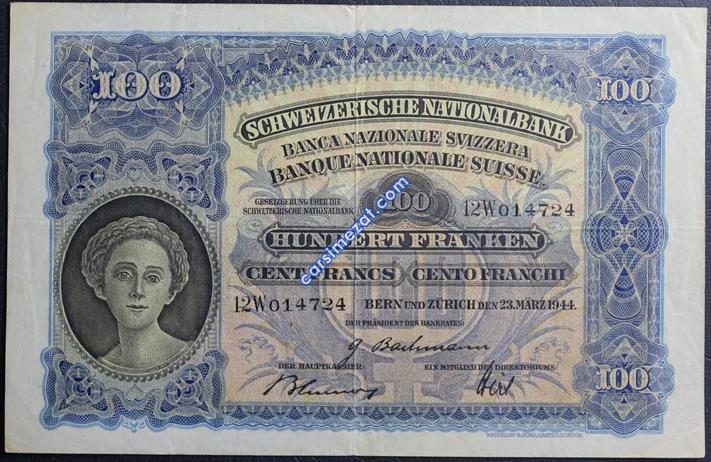 100
100
SCHWEIZERISCHE NATIONALBANK
BANCA NAZIONALE SVIZZERA
BANQUE NATIONALE SUISSE.
GESETZGEBUNG ÜBER DIE
SCHWEIZERISCHE NATIONALBANK
100
12W014724
HUNDERT FRANKEN
CENT FRANCS
CENTO FRANCHI
carsimezat.com
12W014724
BERN UND ZÜRICH DEN 23. MÄRZ 1944.
DER PRÄSIDENT DES BANKRATES:
G. Bachmann
DER HAUPTKASSIER:
EIN MITGLIED DES DIREKTORIUMS:
100
WATERLOW & SONS, LIMITED, LONDON.